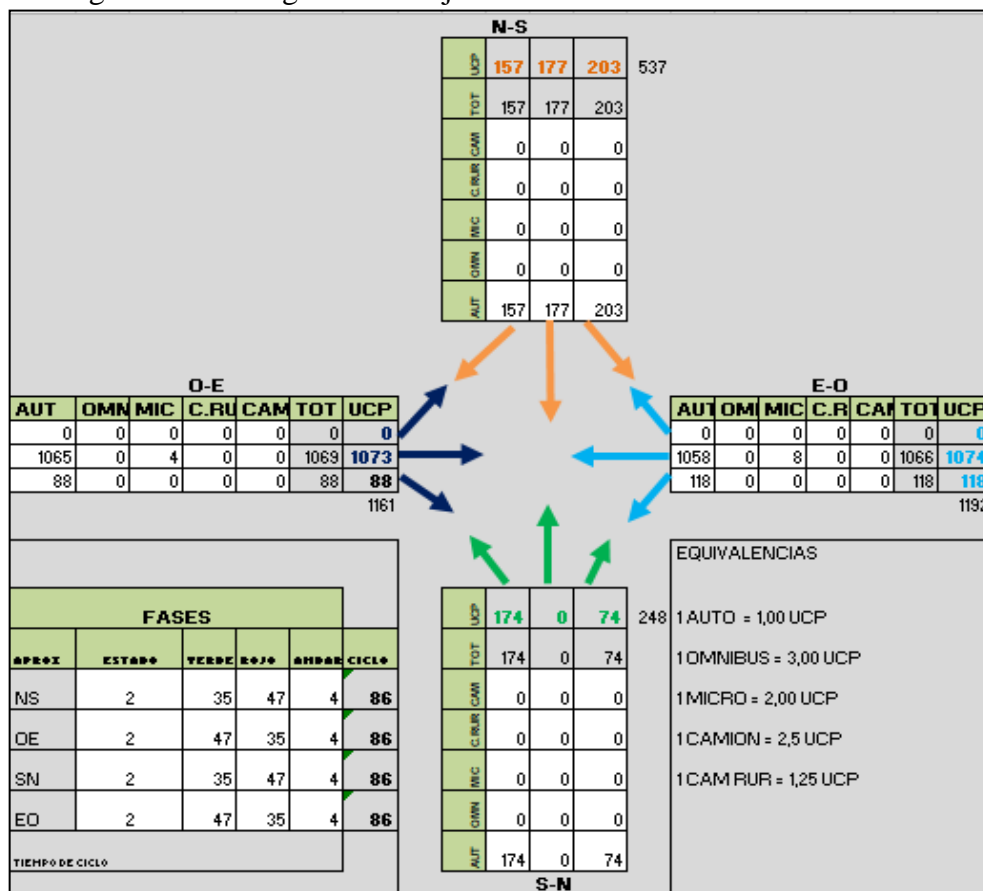 N-S
UCP 157 177 203 537
TOT 157 177 203
CAM 0 0 0
C.RUR 0 0 0
MIC 0 0 0
OMN 0 0 0
AUT 157 177 203
O-E
AUT OMN MIC C.RU CAM TOT UCP
0 0 0 0 0 0 0
1065 0 4 0 0 1069 1073
88 0 0 0 0 88 88
1161
E-O
AUT OMI MIC C.R CAI TOT UCP
0 0 0 0 0 0 0
1058 0 8 0 0 1066 1074
118 0 0 0 0 118 118
1192
FASES
APROX ESTADO VERDE ROJO AMBAR CICLO
NS 2 35 47 4 86
OE 2 47 35 4 86
SN 2 35 47 4 86
EO 2 47 35 4 86
TIEMPO DE CICLO
UCP 174 0 74 248
TOT 174 0 74
CAM 0 0 0
C.RUR 0 0 0
MIC 0 0 0
OMN 0 0 0
AUT 174 0 74
S-N
EQUIVALENCIAS
1 AUTO = 1,00 UCP
1 OMNIBUS = 3,00 UCP
1 MICRO = 2,00 UCP
1 CAMION = 2,5 UCP
1 CAM RUR = 1,25 UCP